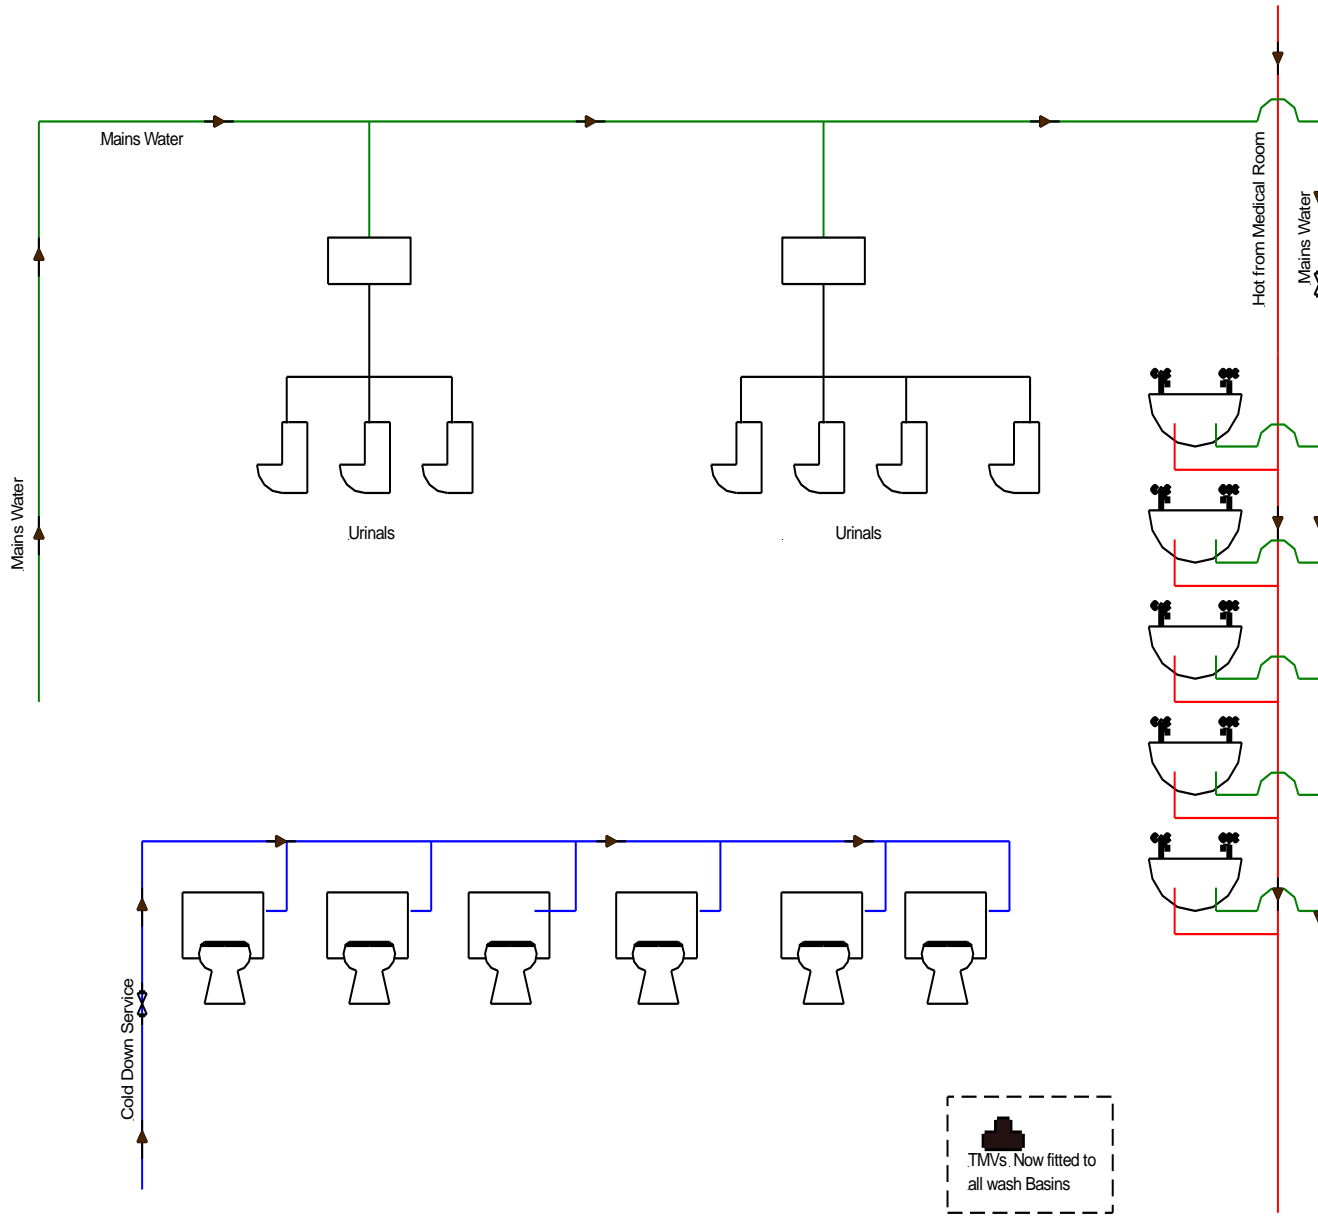 Mains Water
Hot from Medical Room
Mains Water
Mains Water
Urinals
Urinals
Cold Down Service
TMVs. Now fitted to
all wash Basins